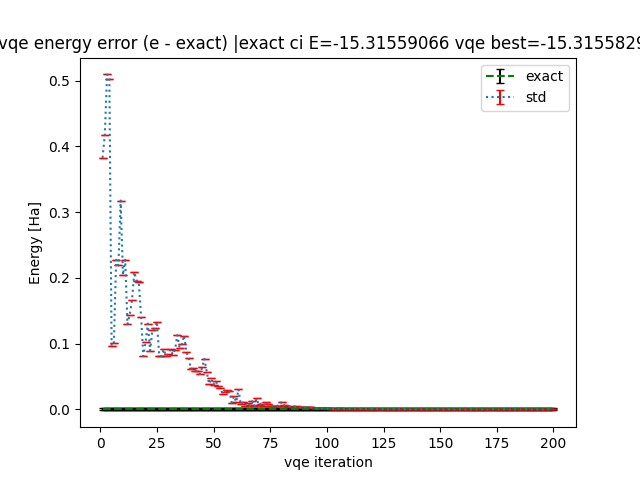 vqe energy error (e - exact) |exact ci E=-15.31559066 vqe best=-15.3155829
exact
std
Energy [Ha]
0.5
0.4
0.3
0.2
0.1
0.0
0 25 50 75 100 125 150 175 200
vqe iteration